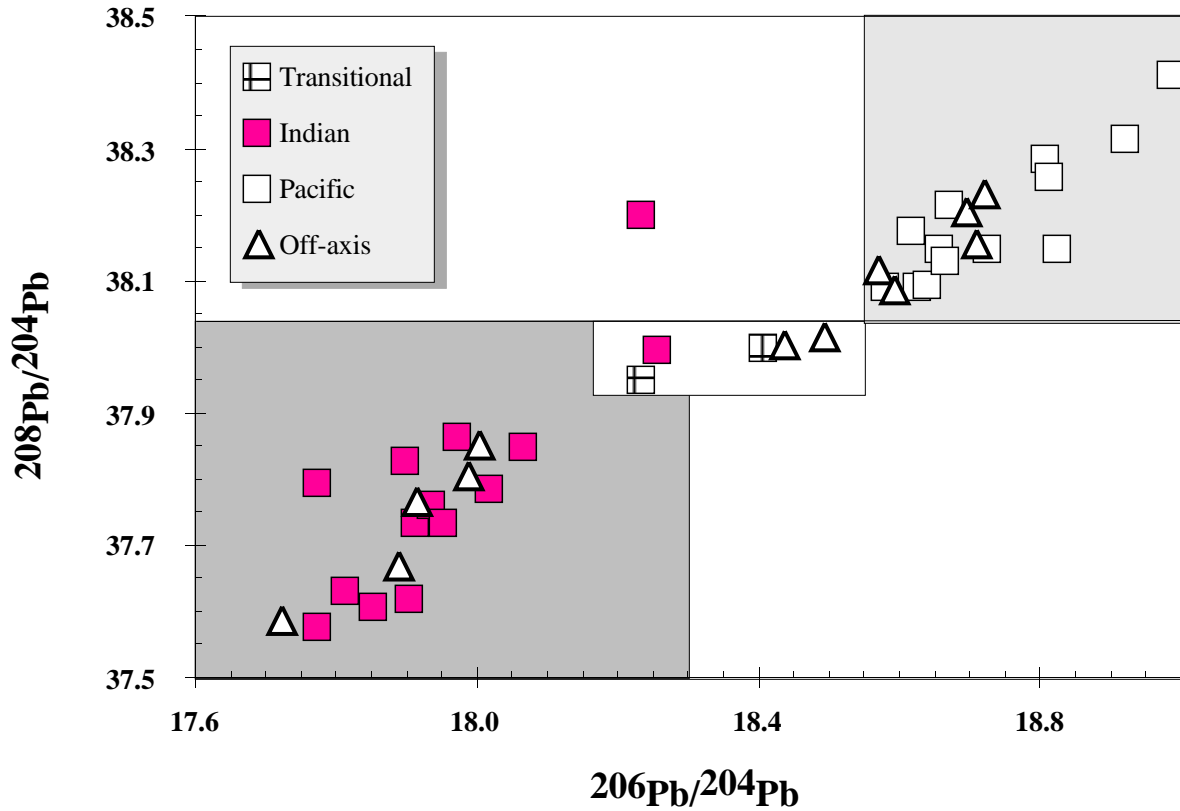 38.5
38.3
38.1
37.9
37.7
37.5
208Pb/204Pb
Transitional
Indian
Pacific
Off-axis
17.6 18.0 18.4 18.8
206Pb/204Pb